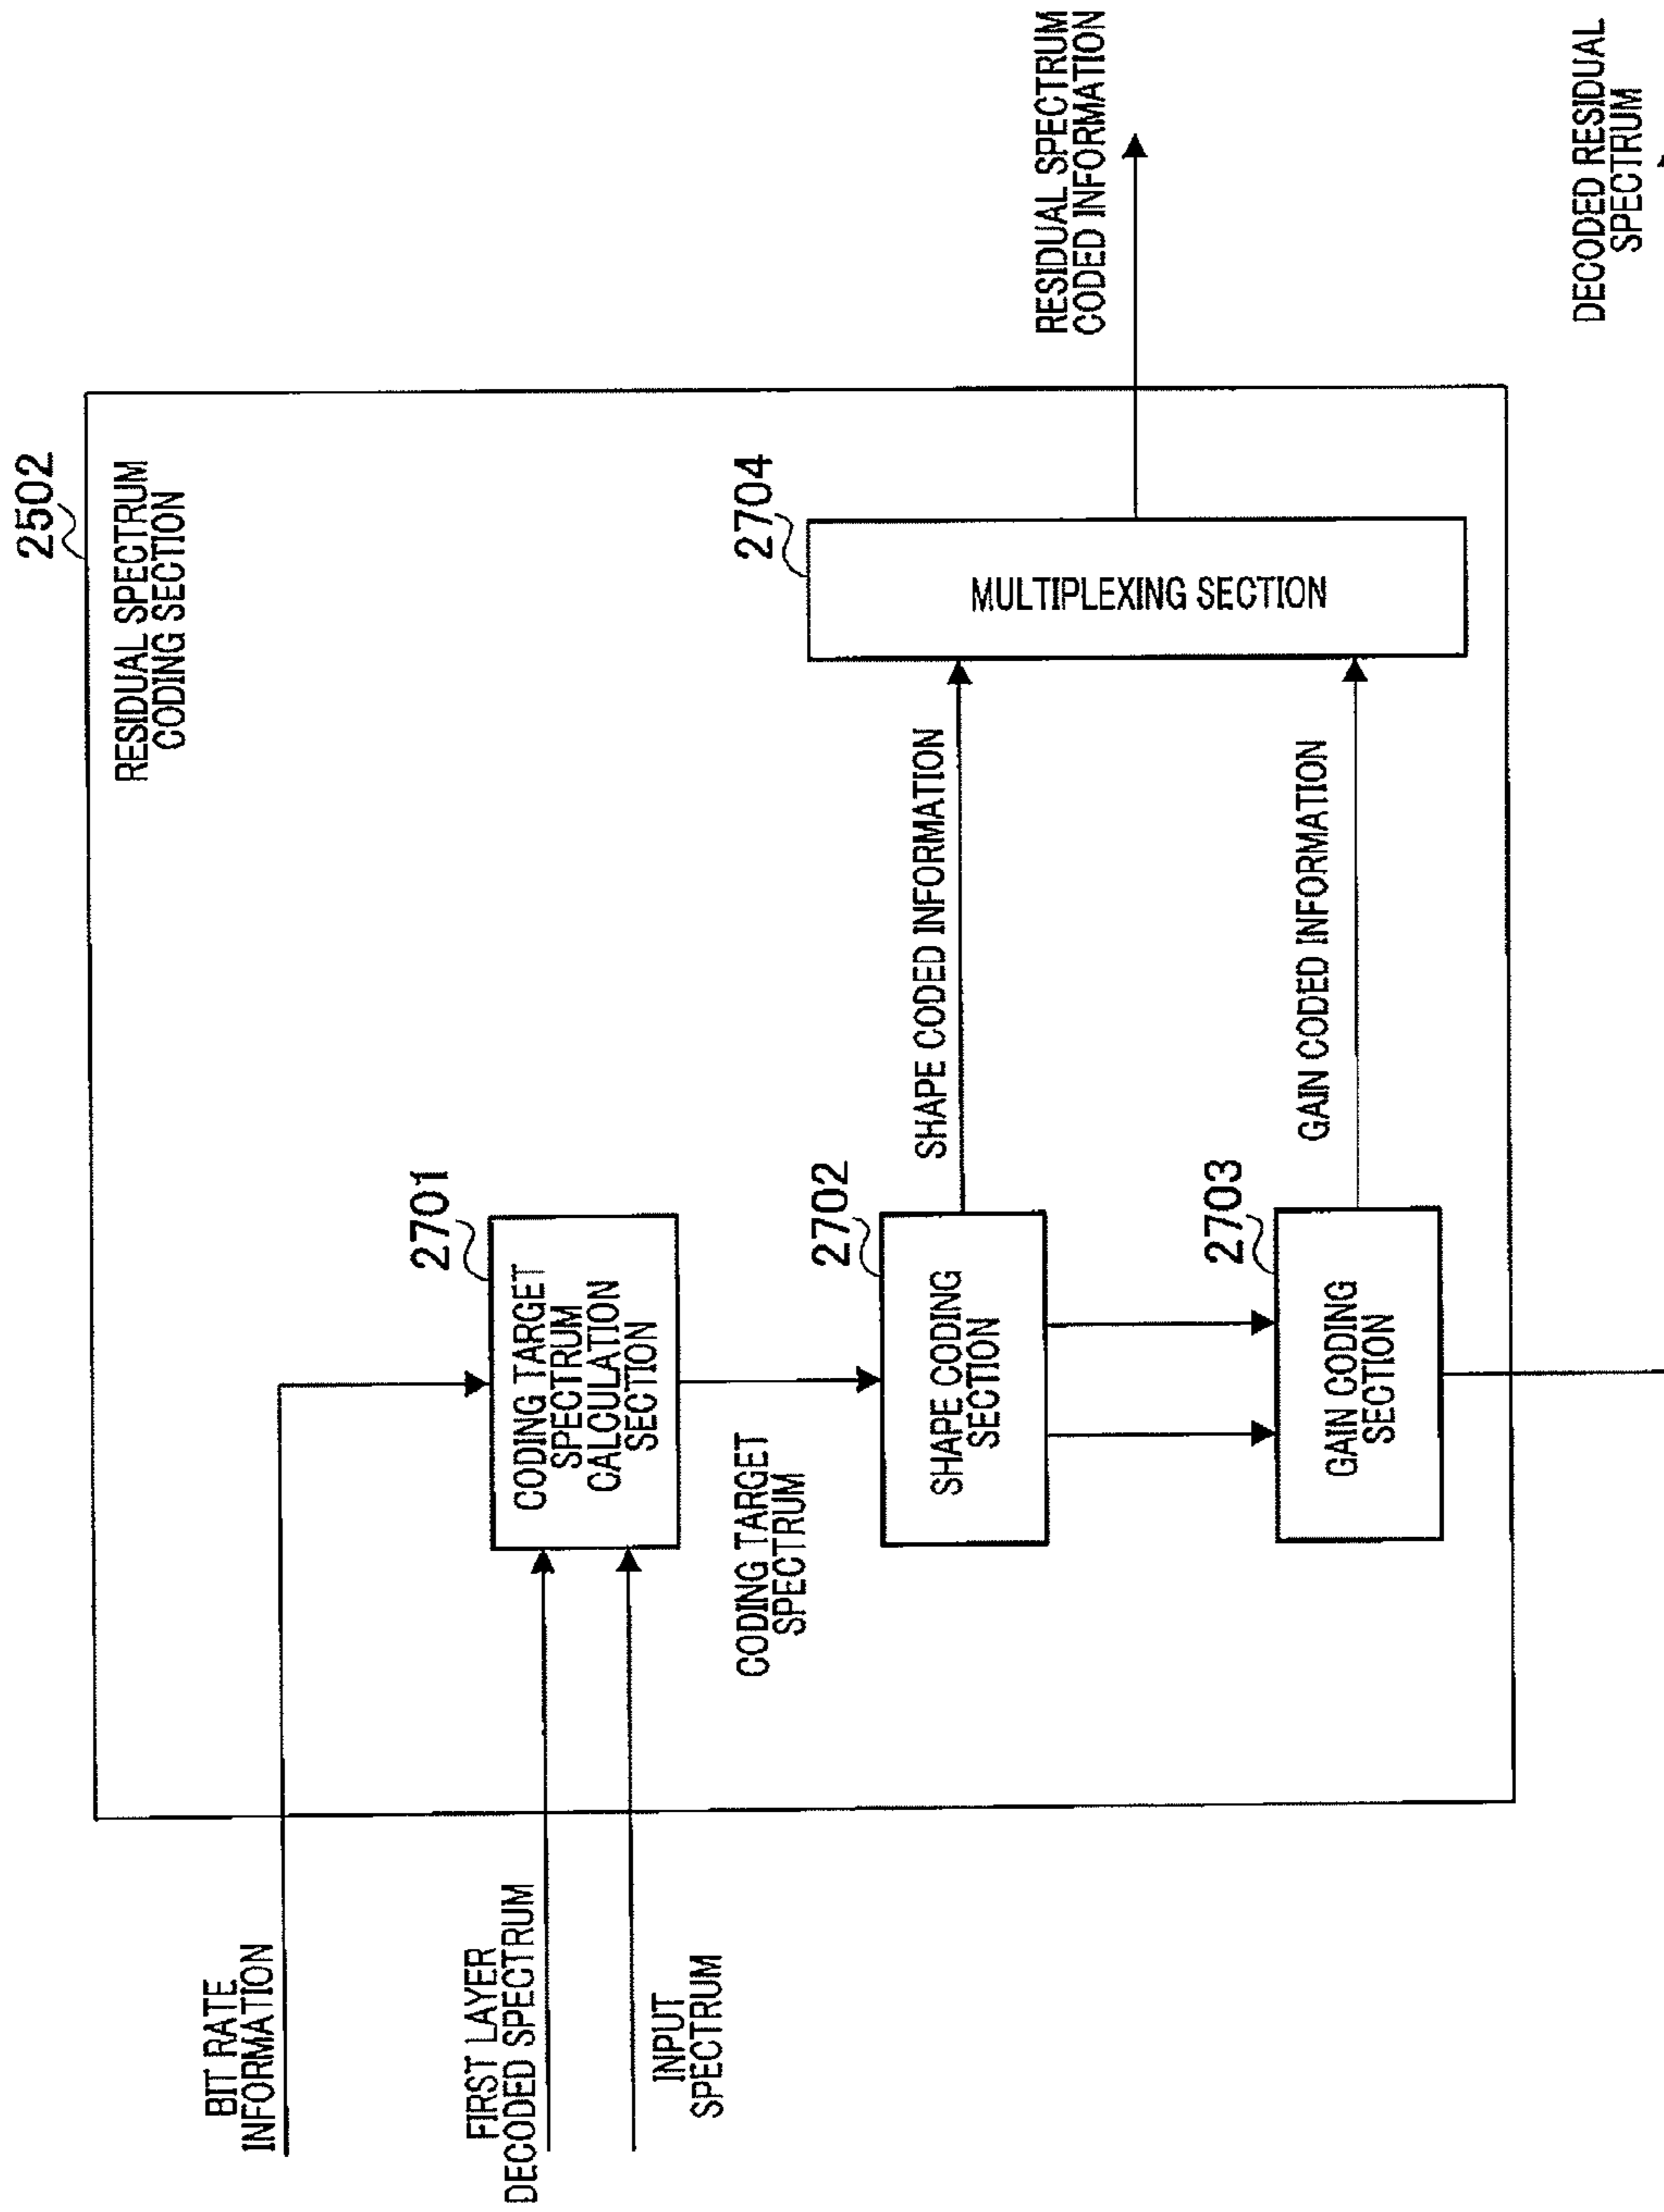 2502
RESIDUAL SPECTRUM
CODING SECTION
BIT RATE
INFORMATION
2701
CODING TARGET
SPECTRUM
CALCULATION
SECTION
FIRST LAYER
DECODED SPECTRUM
INPUT
SPECTRUM
CODING TARGET
SPECTRUM
2702
SHAPE CODING
SECTION
SHAPE CODED INFORMATION
2703
GAIN CODING
SECTION
GAIN CODED INFORMATION
2704
MULTIPLEXING SECTION
RESIDUAL SPECTRUM
CODED INFORMATION
DECODED RESIDUAL
SPECTRUM